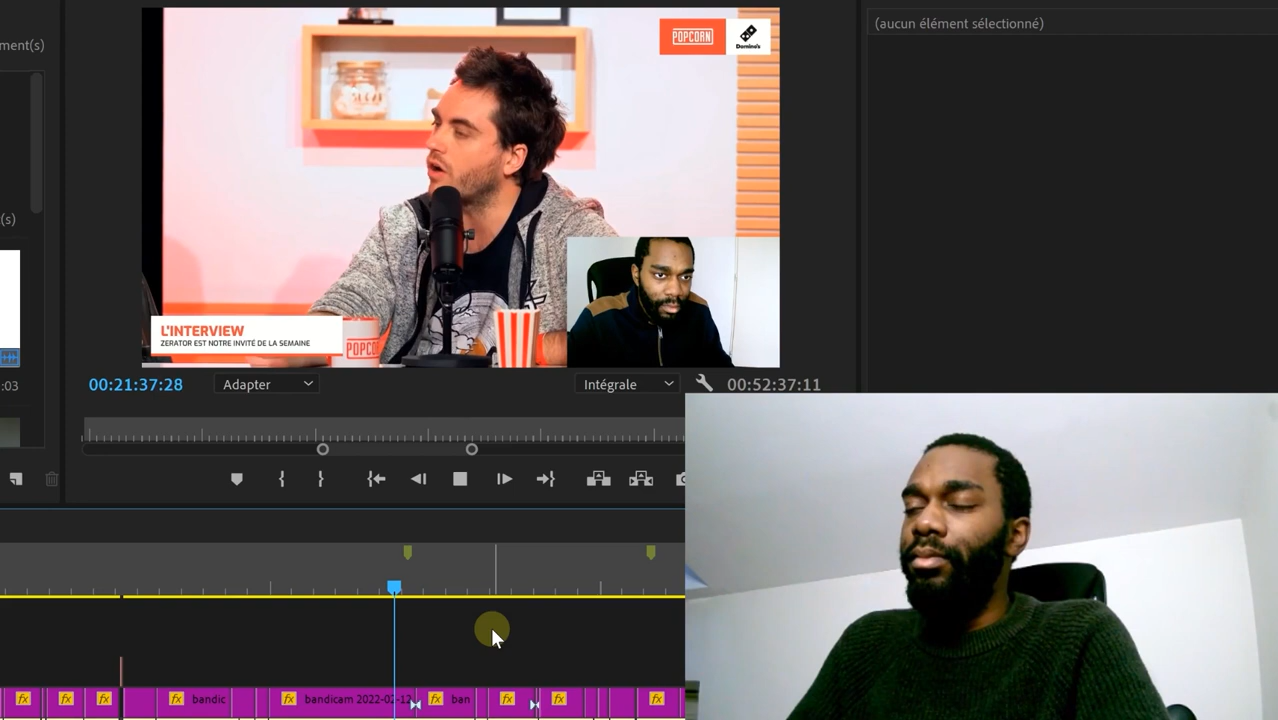 ment(s)
(aucun élément sélectionné)
POPCORN
Domino's
(s)
L'INTERVIEW
ZERATOR EST NOTRE INVITÉ DE LA SEMAINE
POPCO
:03
00:21:37:28
Adapter
Intégrale
00:52:37:11
fx
fx
fx
fx
bandic
fx
bandicam 2022-02-12
fx
ban
fx
fx
fx